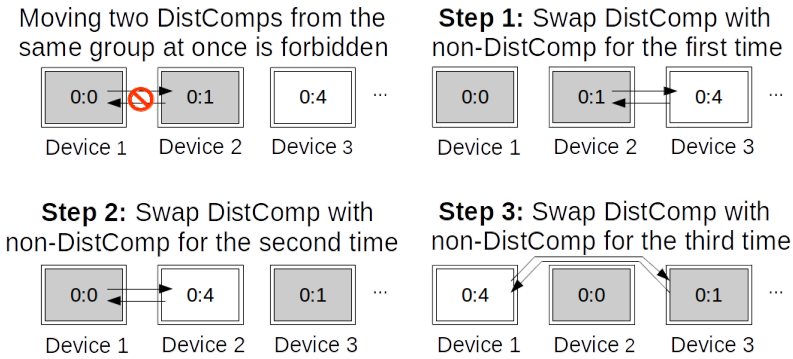 Moving two DistComps from the
same group at once is forbidden
0:0 0:1 0:4 ...
Device 1 Device 2 Device 3
Step 1: Swap DistComp with
non-DistComp for the first time
0:0 0:1 0:4 ...
Device 1 Device 2 Device 3
Step 2: Swap DistComp with
non-DistComp for the second time
0:0 0:4 0:1 ...
Device 1 Device 2 Device 3
Step 3: Swap DistComp with
non-DistComp for the third time
0:4 0:0 0:1 ...
Device 1 Device 2 Device 3